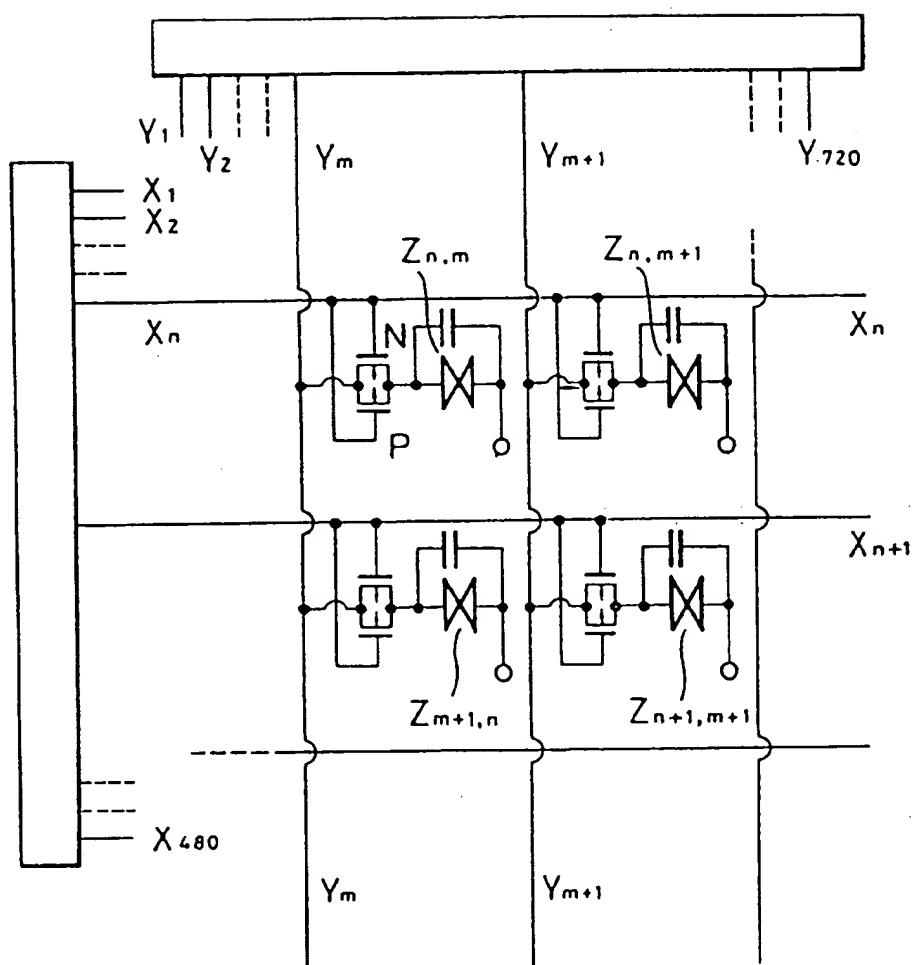 Y1
Y2
Ym
Ym+1
Y.720
X1
X2
Zn,m
Zn,m+1
Xn
N
Xn
P
Xn+1
Zm+1,n
Zn+1,m+1
X480
Ym
Ym+1